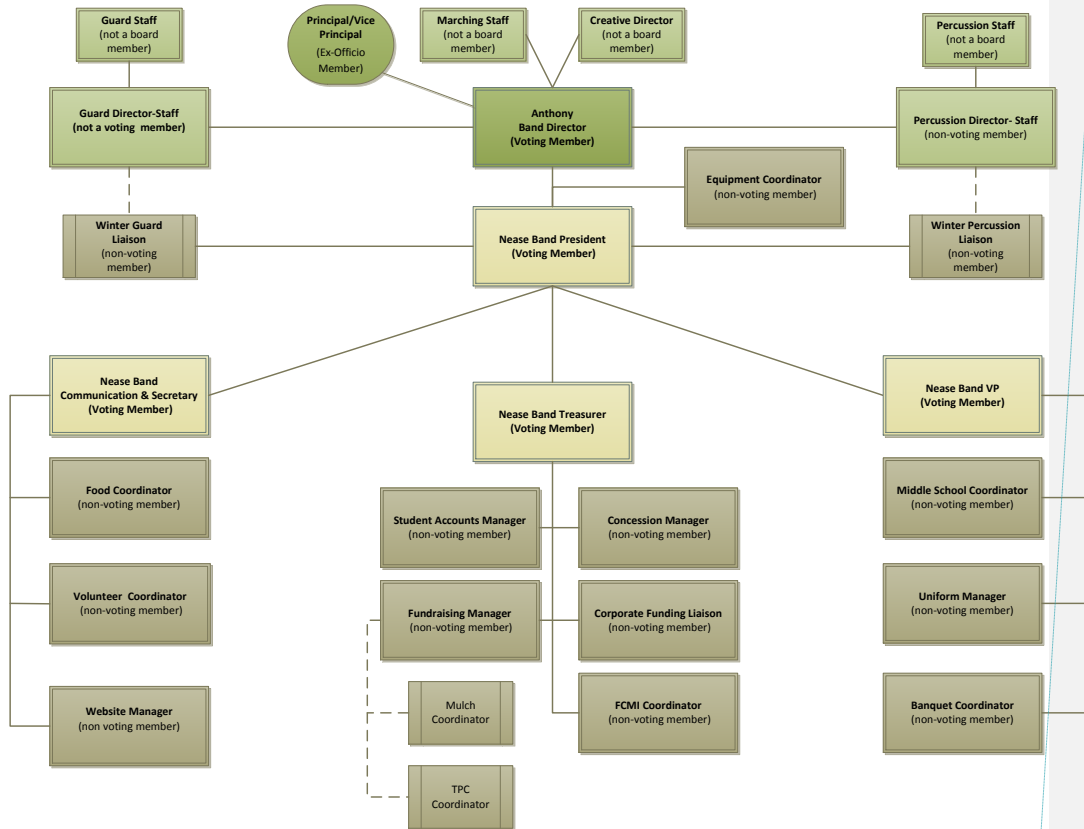 Guard Staff
(not a board
member)
Principal/Vice
Principal
(Ex-Officio
Member)
Marching Staff
(not a board
member)
Creative Director
(not a board
member)
Percussion Staff
(not a board
member)
Guard Director-Staff
(not a voting member)
Anthony
Band Director
(Voting Member)
Percussion Director- Staff
(non-voting member)
Equipment Coordinator
(non-voting member)
Winter Guard
Liaison
(non-voting
member)
Nease Band President
(Voting Member)
Winter Percussion
Liaison
(non-voting
member)
Nease Band
Communication & Secretary
(Voting Member)
Nease Band Treasurer
(Voting Member)
Nease Band VP
(Voting Member)
Food Coordinator
(non-voting member)
Student Accounts Manager
(non-voting member)
Concession Manager
(non-voting member)
Middle School Coordinator
(non-voting member)
Volunteer Coordinator
(non-voting member)
Fundraising Manager
(non-voting member)
Corporate Funding Liaison
(non-voting member)
Uniform Manager
(non-voting member)
Website Manager
(non voting member)
Mulch
Coordinator
FCMI Coordinator
(non-voting member)
Banquet Coordinator
(non-voting member)
TPC
Coordinator